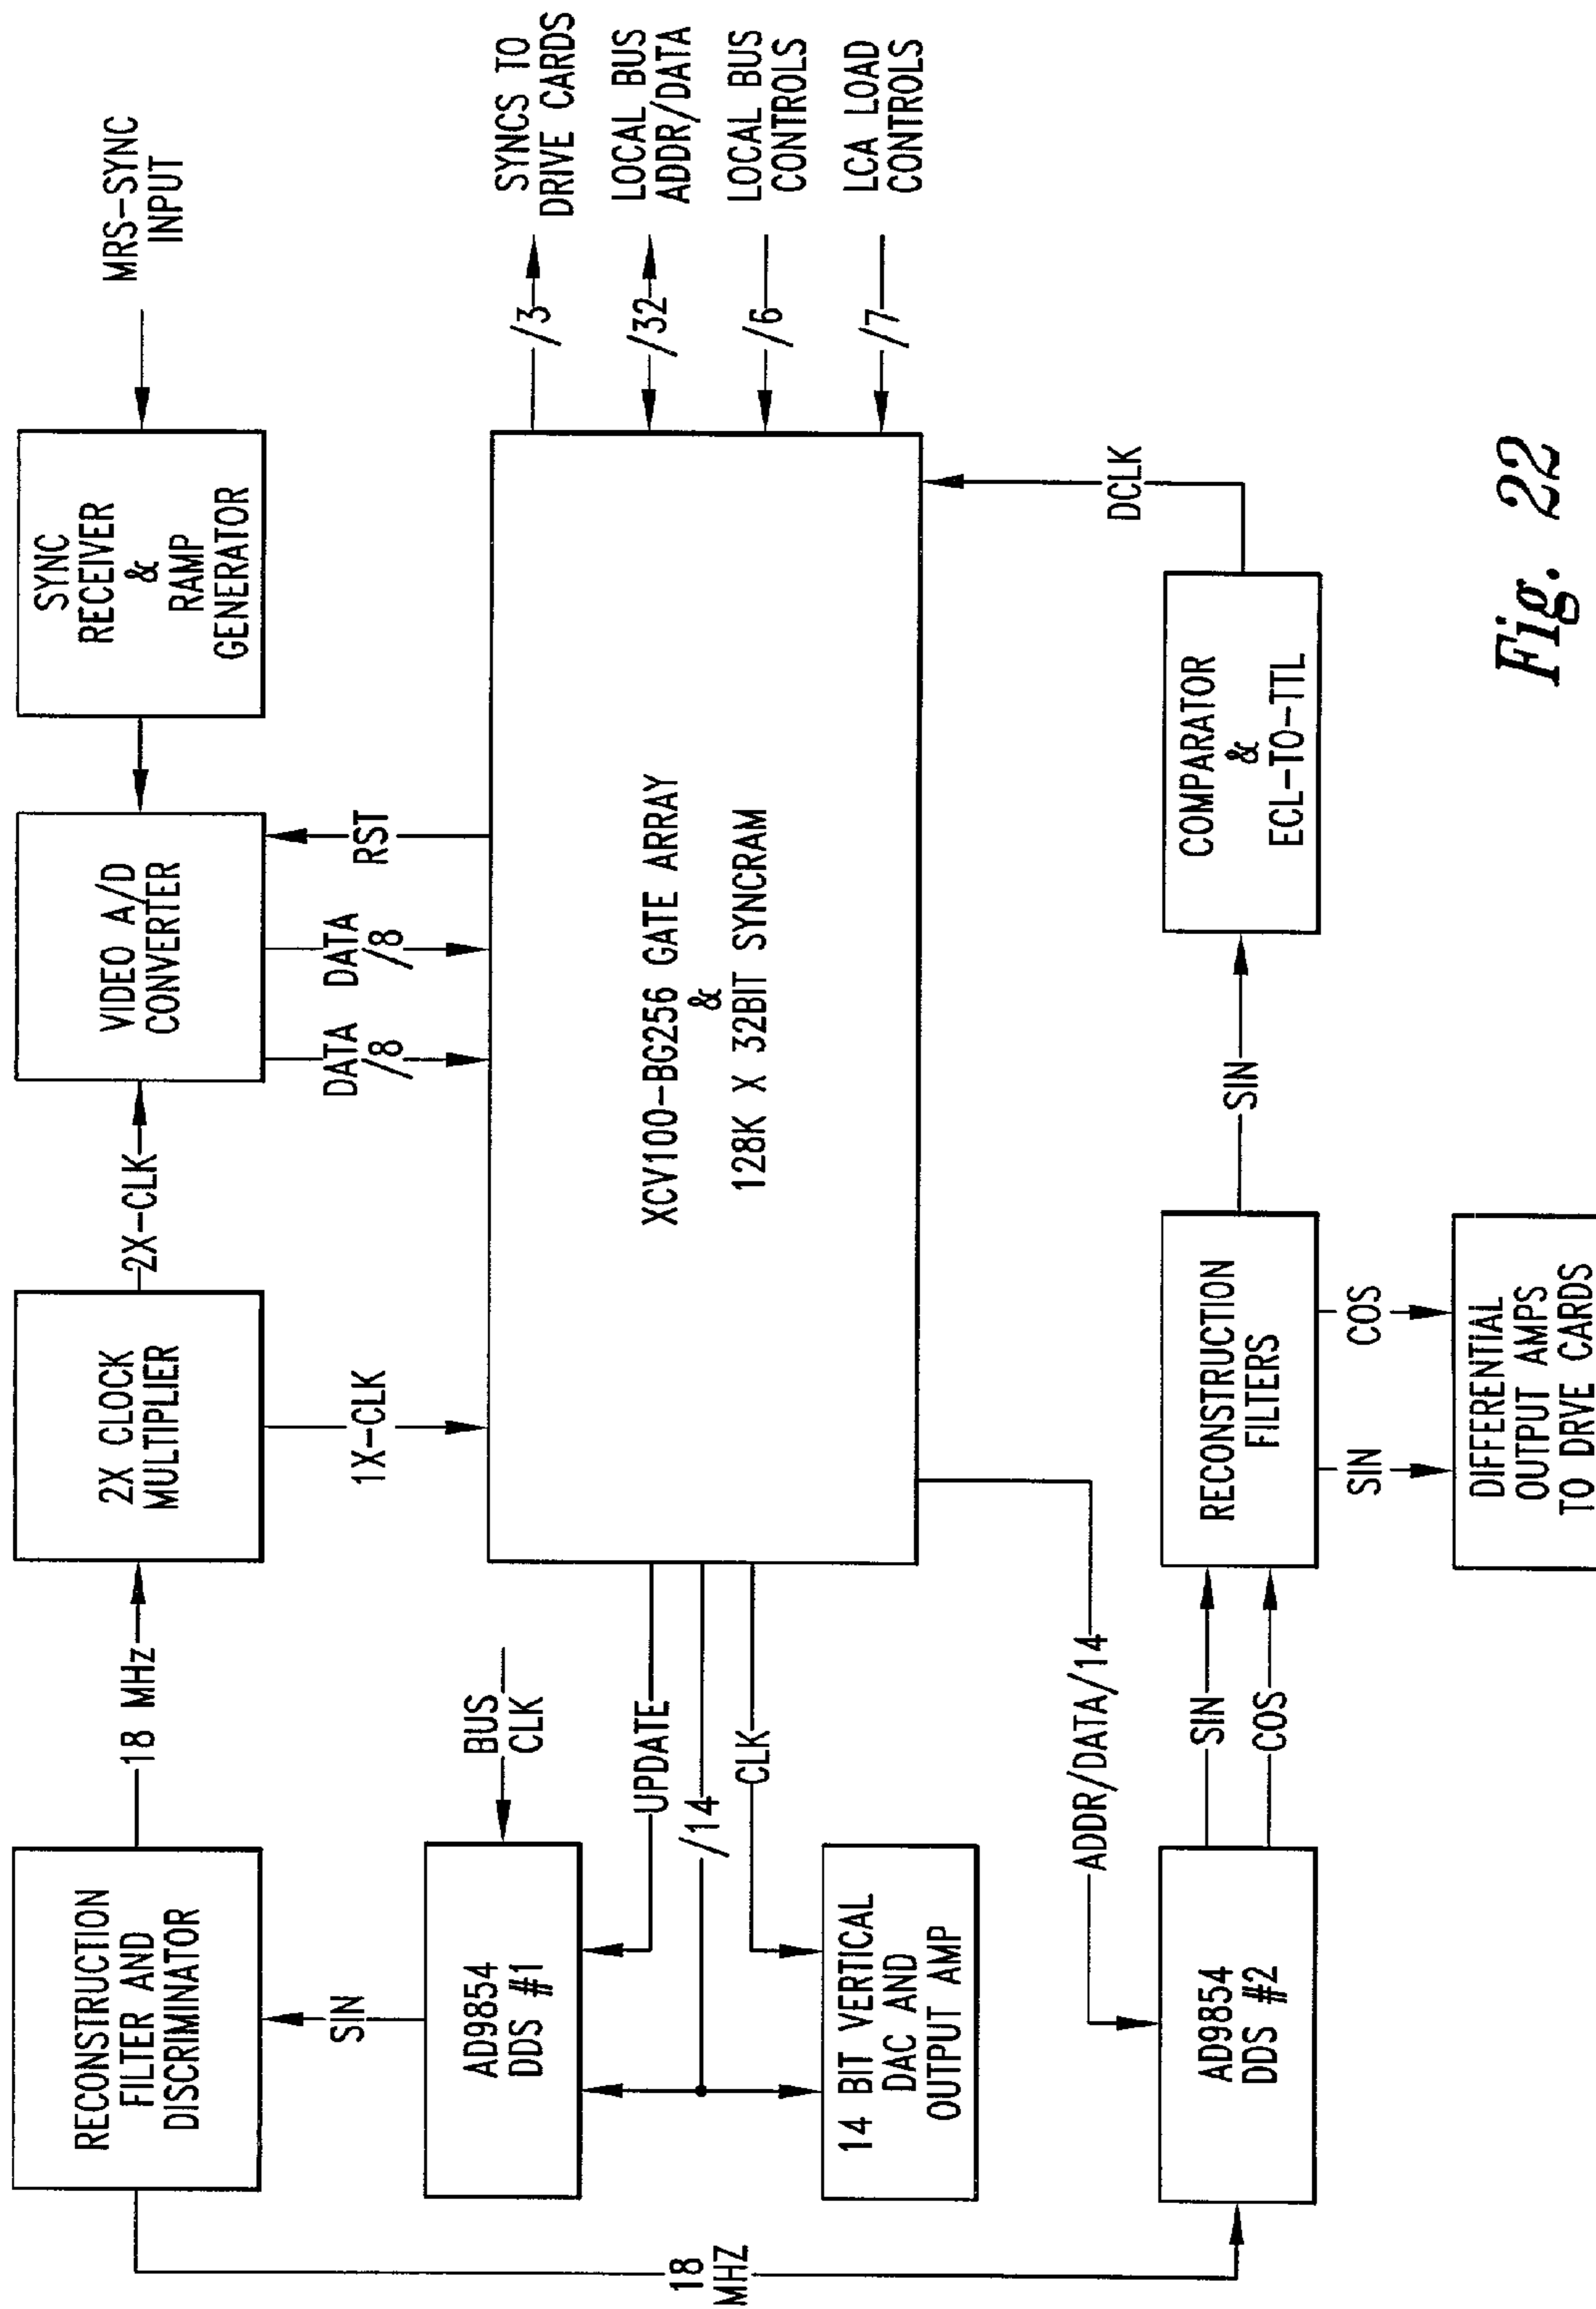 RECONSTRUCTION
FILTER AND
DISCRIMINATOR
18 MHz
2X CLOCK
MULTIPLIER
2X-CLK
VIDEO A/D
CONVERTER
SYNC
RECEIVER
&
RAMP
GENERATOR
MRS-SYNC
INPUT
SIN
1X-CLK
DATA
/8
DATA
/8
RST
BUS
CLK
AD9854
DDS #1
UPDATE
/14
CLK
XCV100-BG256 GATE ARRAY
&
128K X 32BIT SYNCRAM
/3
SYNCS TO
DRIVE CARDS
/32
LOCAL BUS
ADDR/DATA
/6
LOCAL BUS
CONTROLS
/7
LCA LOAD
CONTROLS
14 BIT VERTICAL
DAC AND
OUTPUT AMP
18
MHZ
ADDR/DATA/14
DCLK
AD9854
DDS #2
SIN
COS
RECONSTRUCTION
FILTERS
SIN
COMPARATOR
&
ECL-TO-TTL
SIN
COS
DIFFERENTIAL
OUTPUT AMPS
TO DRVE CARDS
Fig. 22